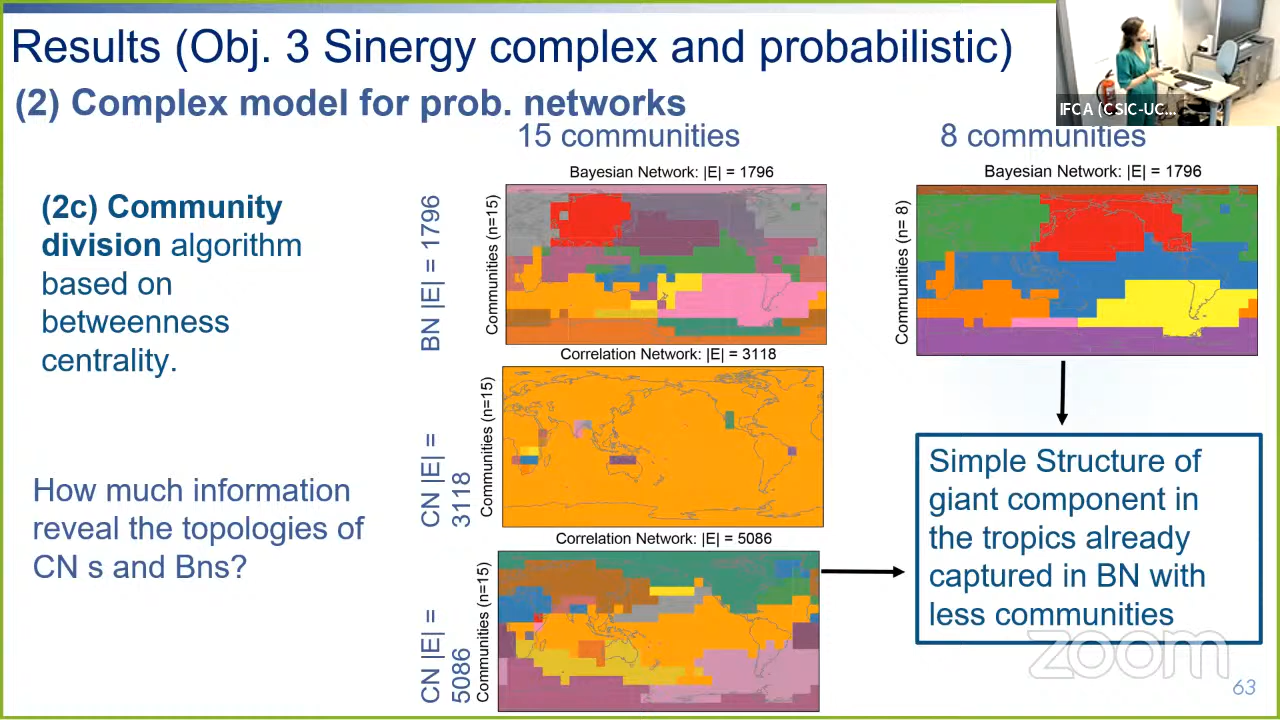 Results (Obj. 3 Sinergy complex and probabilistic)
(2) Complex model for prob. networks
IFCA (CSIC-UC...
15 communities
8 communities
(2c) Community
division algorithm
based on
betweenness
centrality.
How much information
reveal the topologies of
CN s and Bns?
BN |E| = 1796
Communities (n=15)
Bayesian Network: |E| = 1796
CN |E| =
3118
Communities (n=15)
Correlation Network: |E| = 3118
CN |E| =
5086
Communities (n=15)
Correlation Network: |E| = 5086
Bayesian Network: |E| = 1796
Communities (n= 8)
Simple Structure of
giant component in
the tropics already
captured in BN with
less communities
zoom
63